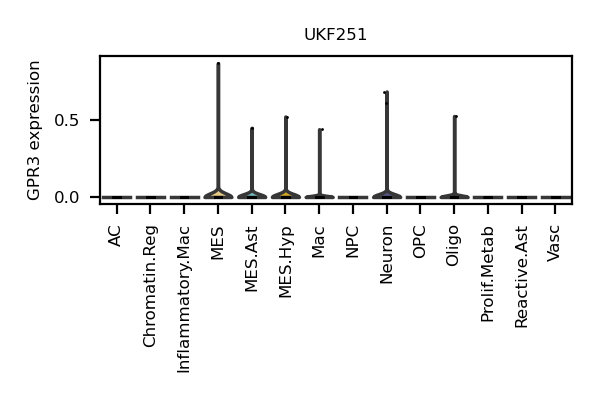 UKF251
GPR3 expression
0.5
0.0
AC
Chromatin.Reg
Inflammatory.Mac
MES
MES.Ast
MES.Hyp
Mac
NPC
Neuron
OPC
Oligo
Prolif.Metab
Reactive.Ast
Vasc